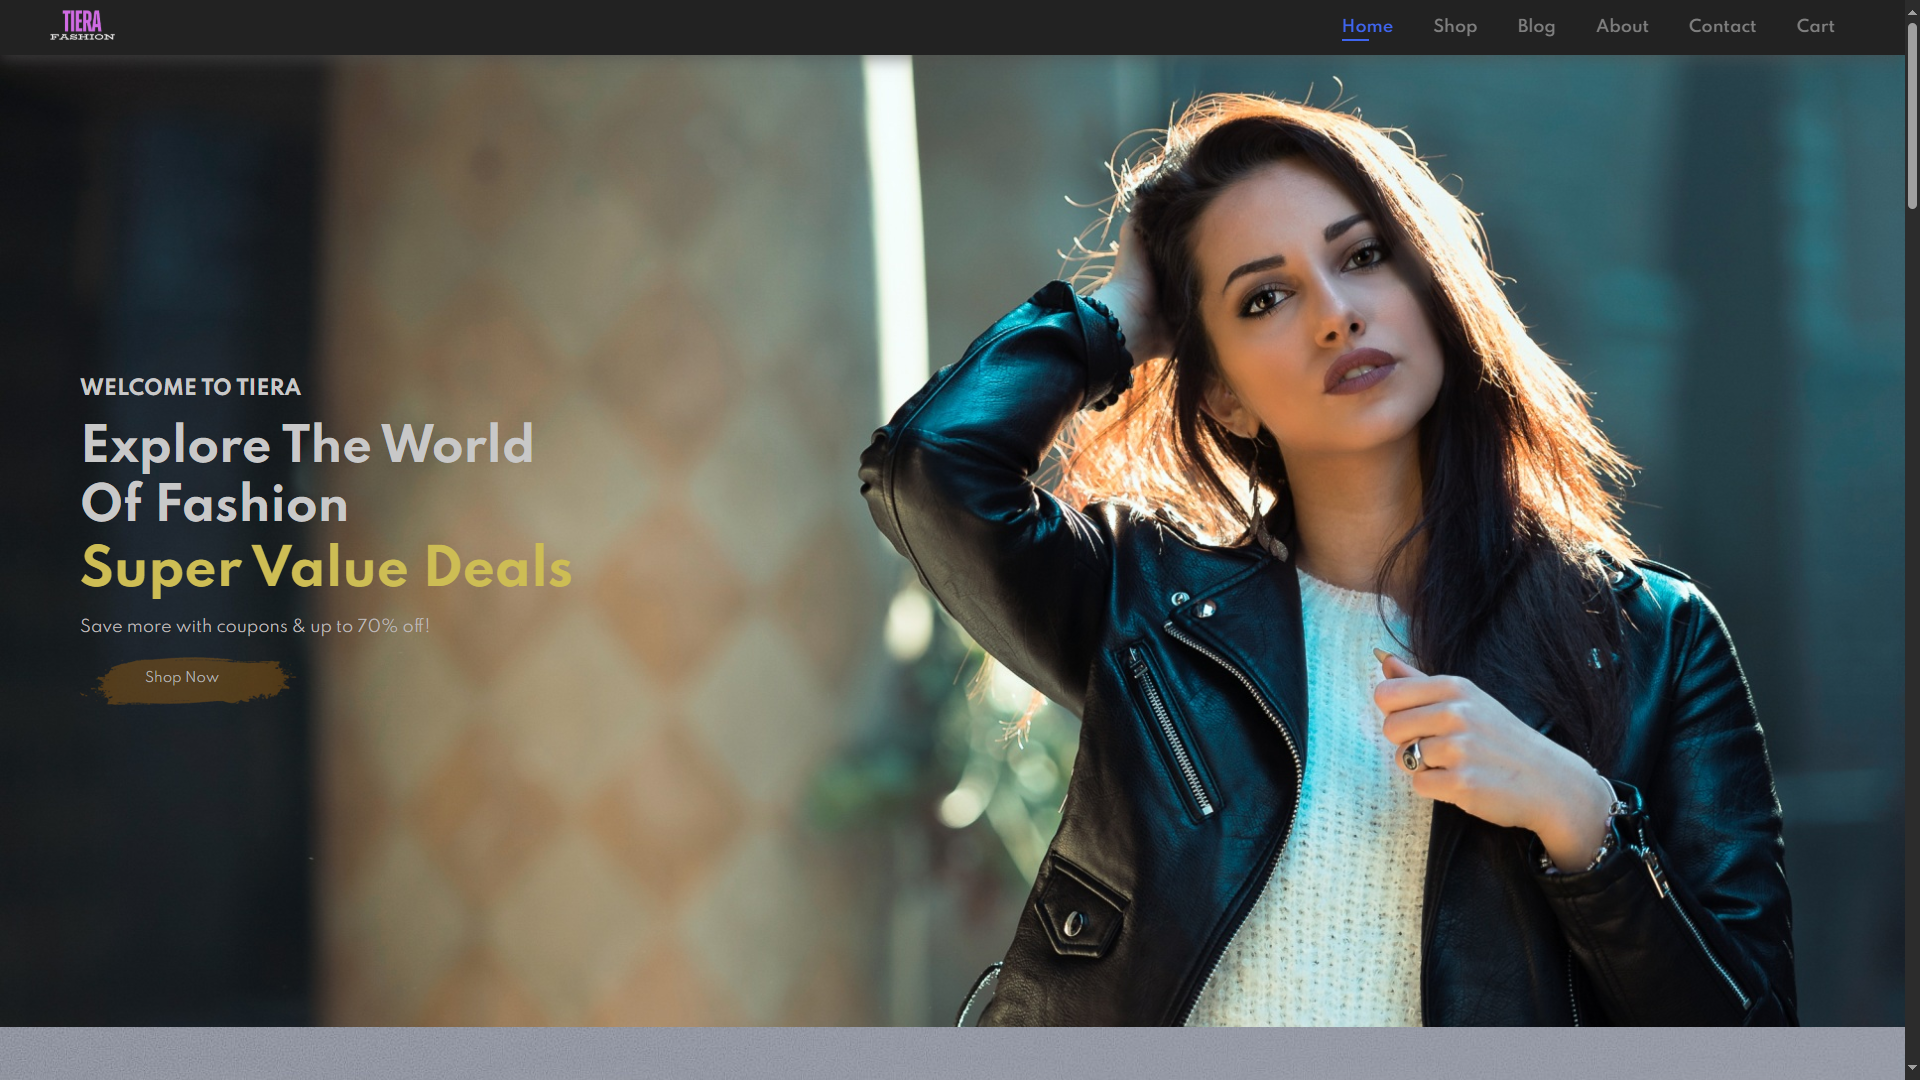 TIERA
FASHION
Home Shop Blog About Contact Cart
WELCOME TO TIERA
Explore The World
Of Fashion
Super Value Deals
Save more with coupons & up to 70% off!
Shop Now